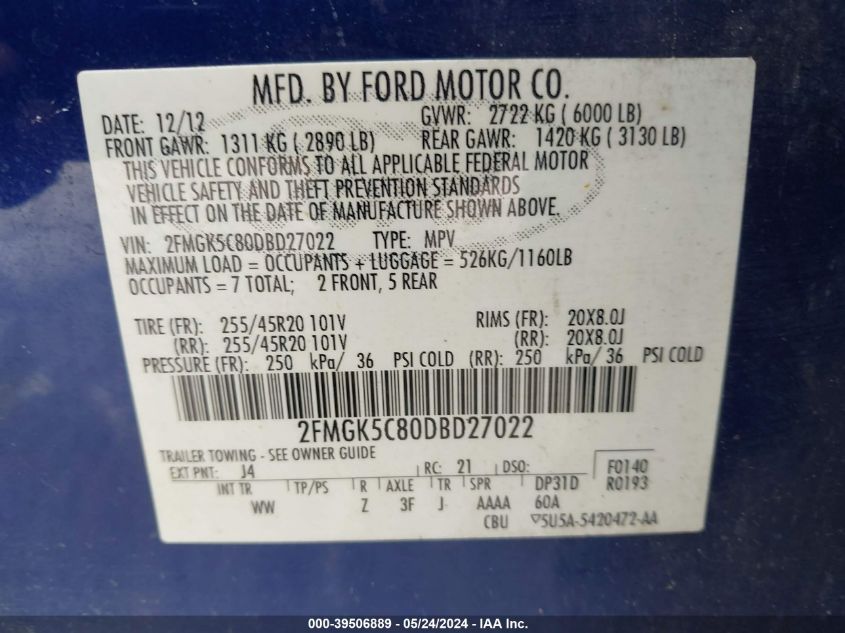 MFD. BY FORD MOTOR CO.
DATE: 12/12 GVWR: 2722 KG ( 6000 LB)
FRONT GAWR: 1311 KG ( 2890 LB) REAR GAWR: 1420 KG ( 3130 LB)
THIS VEHICLE CONFORMS TO ALL APPLICABLE FEDERAL MOTOR
VEHICLE SAFETY AND THEFT PREVENTION STANDARDS
IN EFFECT ON THE DATE OF MANUFACTURE SHOWN ABOVE.
VIN: 2FMGK5C80DBD27022 TYPE: MPV
MAXIMUM LOAD = OCCUPANTS + LUGGAGE = 526KG/1160LB
OCCUPANTS = 7 TOTAL; 2 FRONT, 5 REAR
TIRE (FR): 255/45R20 101V RIMS (FR): 20X8.0J
(RR): 255/45R20 101V (RR): 20X8.0J
PRESSURE (FR): 250 kPa/ 36 PSI COLD (RR): 250 kPa/ 36 PSI COLD
2FMGK5C80DBD27022
TRAILER TOWING - SEE OWNER GUIDE
EXT PNT: J4 RC: 21 DSO: F0140
INT TR TP/PS R AXLE TR SPR DP31D R0193
WW Z 3F J AAAA 60A
CBU ▽5U5A-5420472-AA
000-39506889 - 05/24/2024 - IAA Inc.